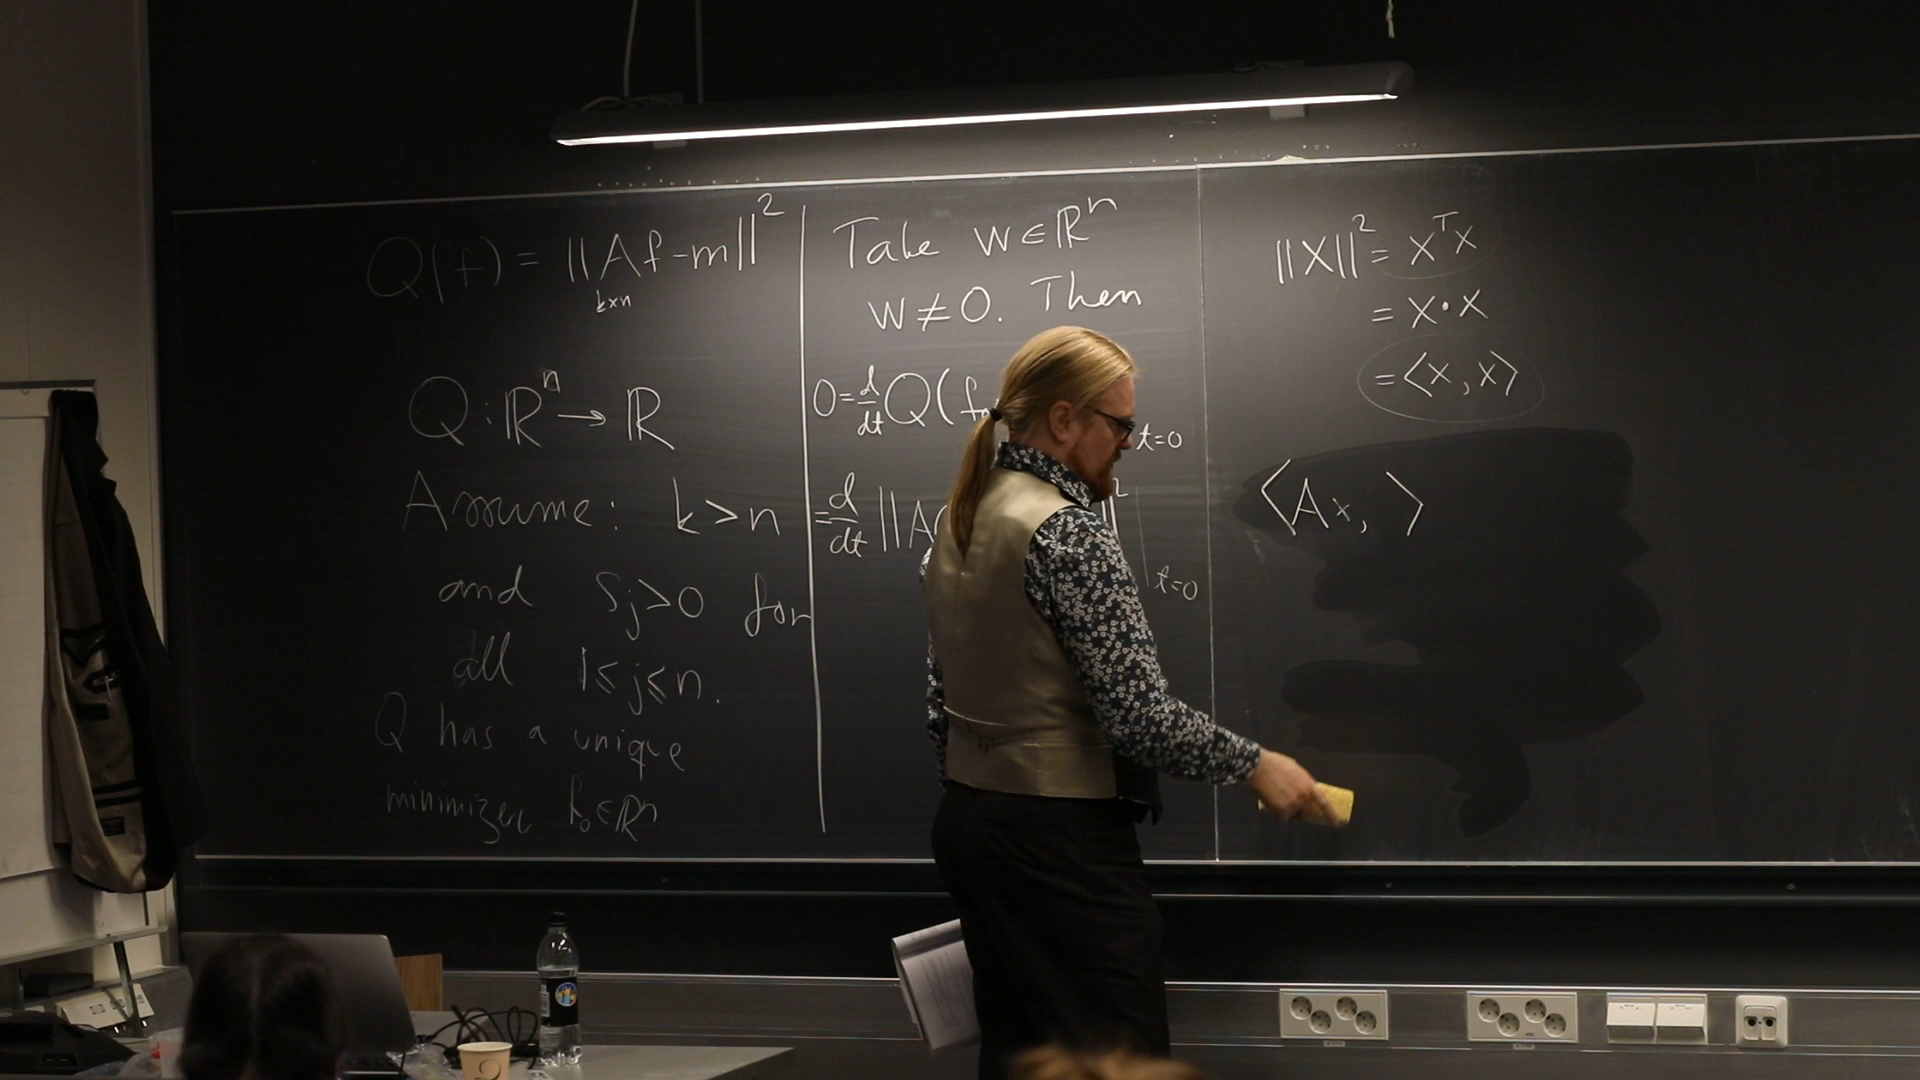 Q(f) = ||Af-m||²
k×n
Q: ℝⁿ → ℝ
Assume: k>n
and Sj>0 for
all 1≤j≤n.
Q has a unique
minimizer f₀∈ℝⁿ
Take w∈ℝⁿ
w≠0. Then
0=d/dt Q(f
t=0
=d/dt ||A
t=0
||X||² = XᵀX
= X•X
= ⟨X, X⟩
⟨Ax, ⟩